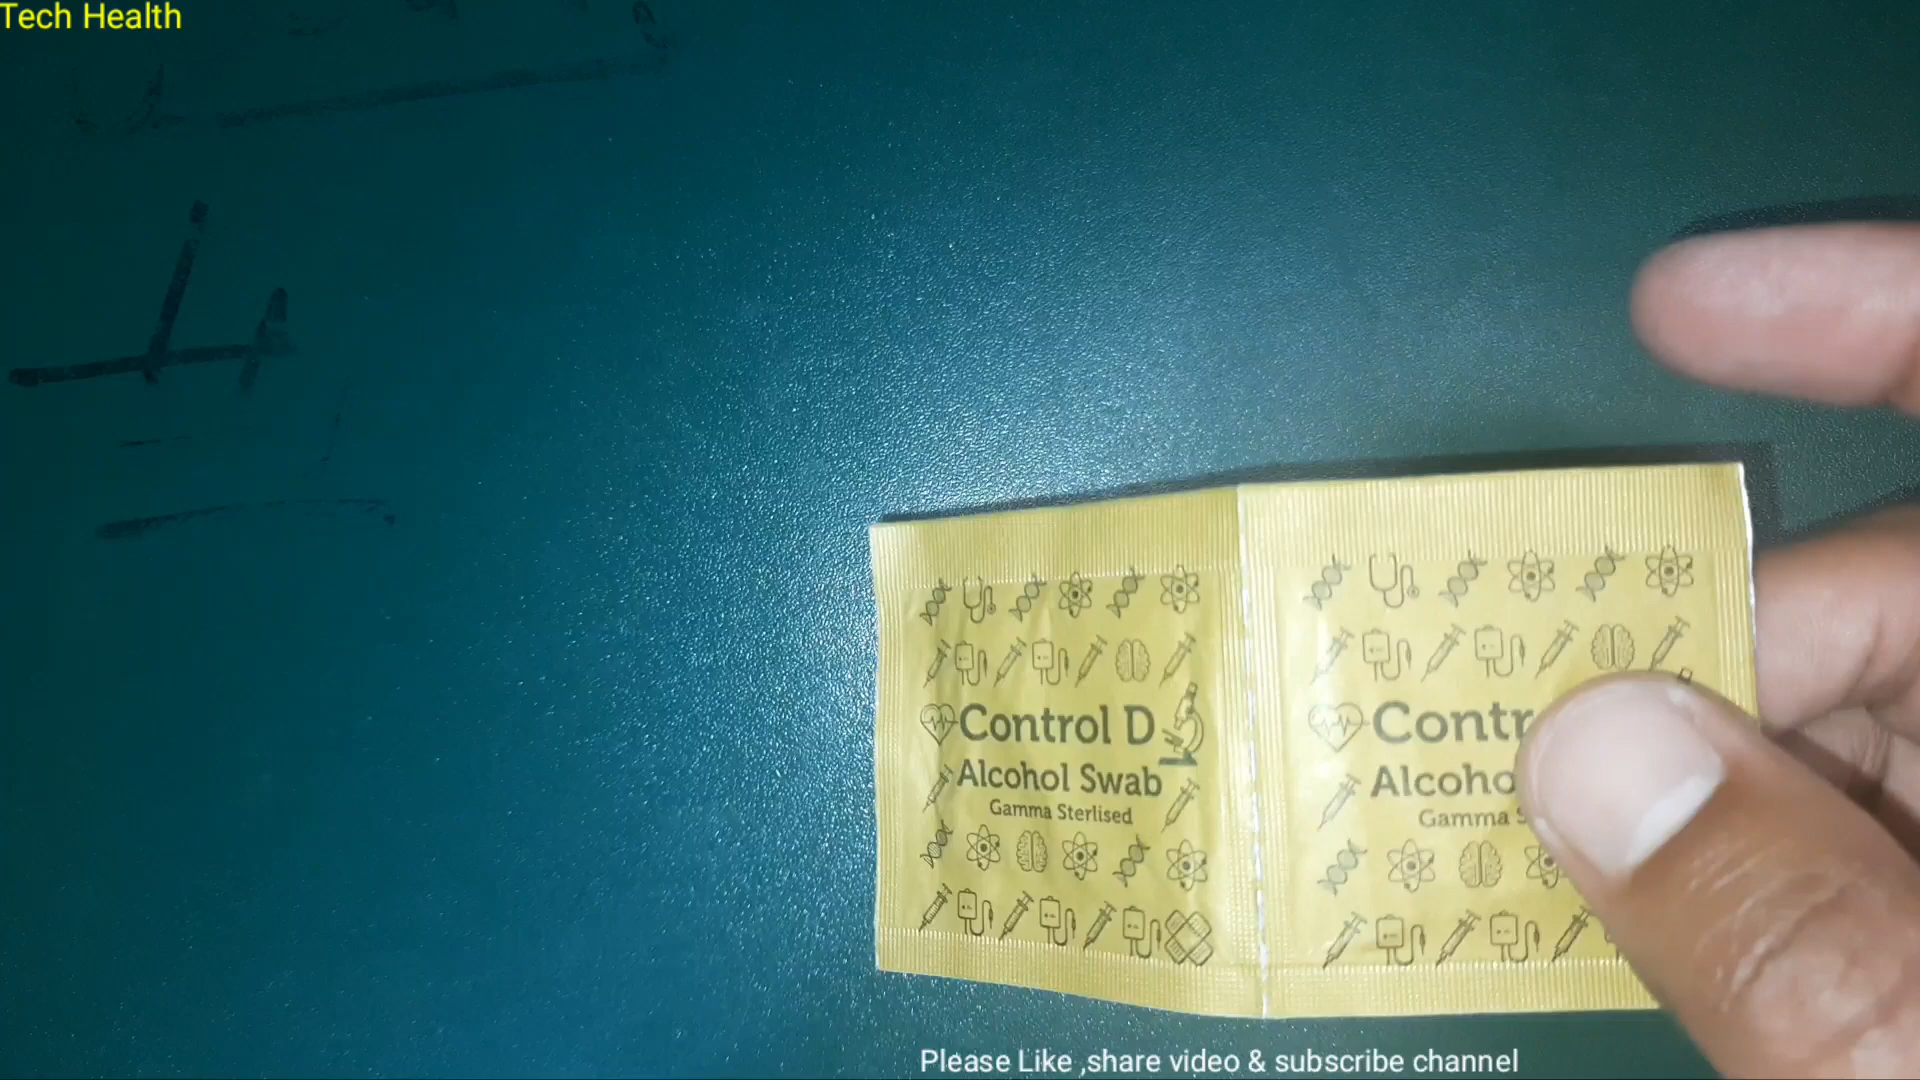 Tech Health
Control D
Alcohol Swab
Gamma Sterlised
Contr
Alcoho
Gamma S
Please Like ,share video & subscribe channel